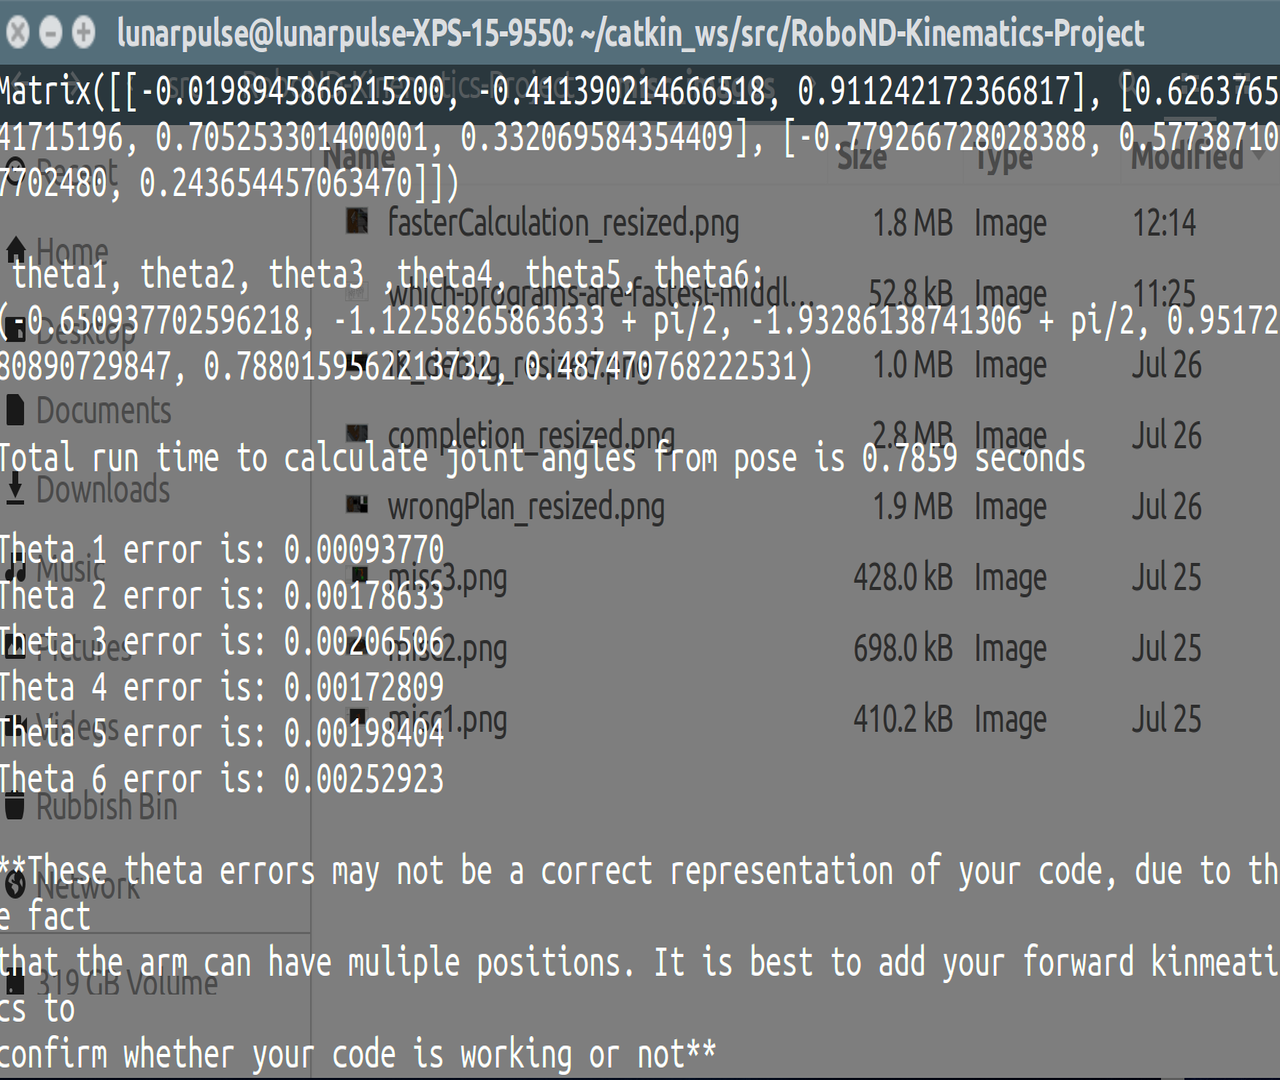 lunarpulse@lunarpulse-XPS-15-9550: ~/catkin_ws/src/RoboND-Kinematics-Project
Matrix([[-0.0198945866215200, -0.411390214666518, 0.911242172366817], [0.6263765
41715196, 0.705253301400001, 0.332069584354409], [-0.779266728028388, 0.57738710
7702480, 0.243654457063470]])
Name Size Type Modified
Recent
fasterCalculation_resized.png 1.8 MB Image 12:14
Home
theta1, theta2, theta3 ,theta4, theta5, theta6:
which-programs-are-fastest-middl... 52.8 kB Image 11:25
(-0.650937702596218, -1.12258265863633 + pi/2, -1.93286138741306 + pi/2, 0.95172
Desktop
80890729847, 0.7880159562213732, 0.487470768222531)
1.0 MB Image Jul 26
Documents
completion_resized.png 2.8 MB Image Jul 26
Total run time to calculate joint angles from pose is 0.7859 seconds
Downloads
wrongPlan_resized.png 1.9 MB Image Jul 26
Theta 1 error is: 0.00093770
Music
misc3.png 428.0 kB Image Jul 25
Theta 2 error is: 0.00178633
Theta 3 error is: 0.00206506
Pictures
misc2.png 698.0 kB Image Jul 25
Theta 4 error is: 0.00172809
Videos
misc1.png 410.2 kB Image Jul 25
Theta 5 error is: 0.00198404
Theta 6 error is: 0.00252923
Rubbish Bin
**These theta errors may not be a correct representation of your code, due to th
Network
e fact
that the arm can have muliple positions. It is best to add your forward kinmeati
319 GB Volume
cs to
confirm whether your code is working or not**